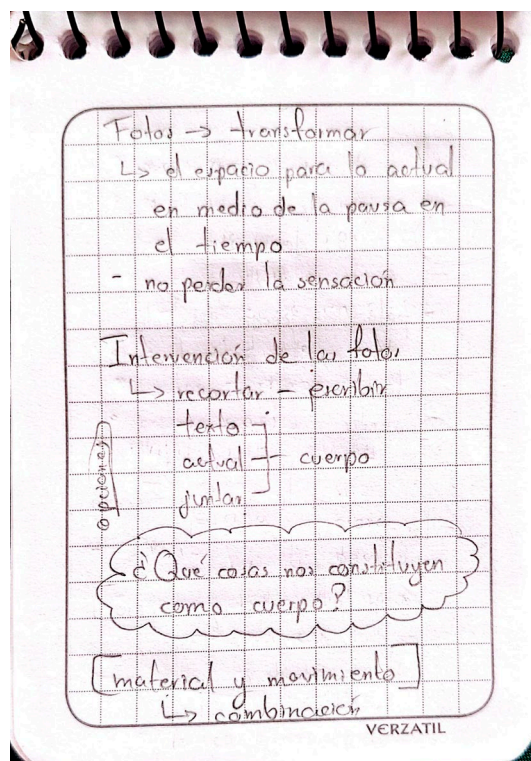 Fotos -> transformar
↳ el espacio para lo actual
en medio de la pausa en
el tiempo
- no perder la sensación
Intervención de las fotos
↳ recortar - escribir
texto
actual - cuerpo
juntar
opciones
¿Qué cosas nos constituyen
como cuerpo?
[material y movimiento]
↳ combinación
VERZATIL